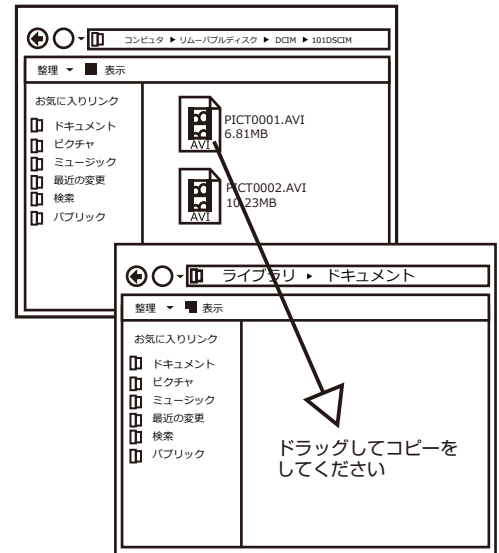 コンピュタ ▶ リムーバブルディスク ▶ DCIM ▶ 101DSCIM
整理 ▼ ■ 表示
お気に入りリンク
ドキュメント
ピクチャ
ミュージック
最近の変更
検索
パブリック
AVI
PICT0001.AVI
6.81MB
AVI
PICT0002.AVI
10.23MB
ライブラリ ▶ ドキュメント
整理 ▼ 表示
お気に入りリンク
ドキュメント
ピクチャ
ミュージック
最近の変更
検索
パブリック
ドラッグしてコピーを
してください